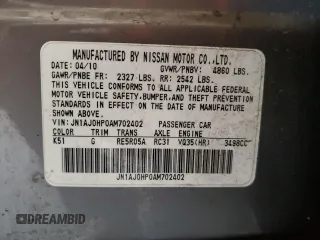 MANUFACTURED BY NISSAN MOTOR CO.,LTD.
DATE: 04/10 GVWR/PNBV: 4860 LBS.
GAWR/PNBE FR: 2327 LBS. RR: 2542 LBS.
THIS VEHICLE CONFORMS TO ALL APPLICABLE FEDERAL
MOTOR VEHICLE SAFETY,BUMPER,AND THEFT PREVENTION
STANDARDS IN EFFECT ON THE DATE OF MANUFACTURE
SHOWN ABOVE.
VIN: JN1AJ0HP0AM702402 PASSENGER CAR
COLOR TRIM TRANS AXLE ENGINE
K51 G RE5R05A RC31 VQ35(HR) 3498CC
JN1AJ0HP0AM702402
© DREAMBID